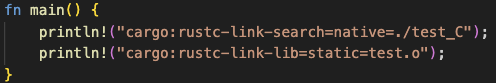 fn main() {
    println!("cargo:rustc-link-search=native=./test_C");
    println!("cargo:rustc-link-lib=static=test.o");
}